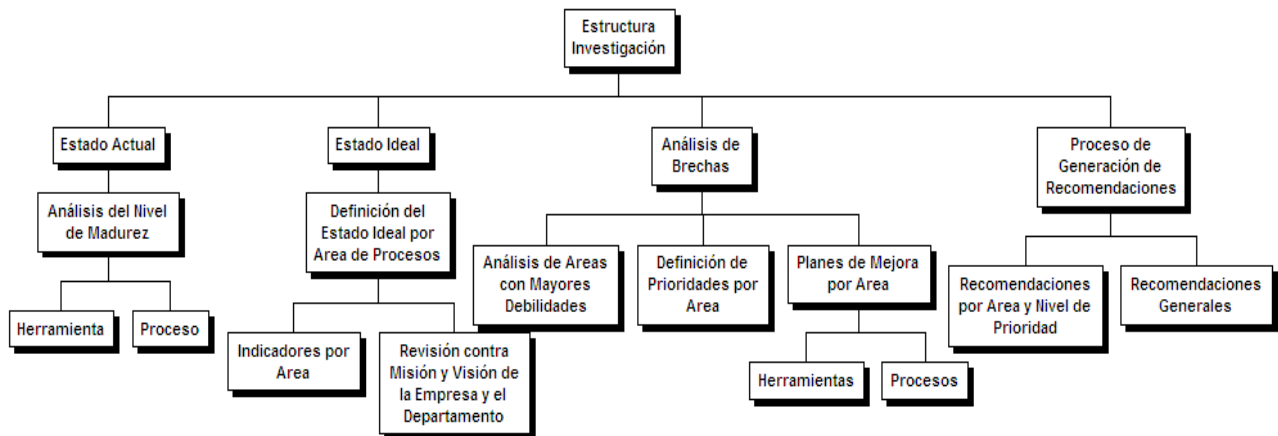 Estructura
Investigación
Estado Actual
Estado Ideal
Análisis de
Brechas
Proceso de
Generación de
Recomendaciones
Análisis del Nivel
de Madurez
Definición del
Estado Ideal por
Area de Procesos
Análisis de Areas
con Mayores
Debilidades
Definición de
Prioridades por
Area
Planes de Mejora
por Area
Recomendaciones
por Area y Nivel de
Prioridad
Recomendaciones
Generales
Herramienta
Proceso
Indicadores por
Area
Revisión contra
Misión y Visión de
la Empresa y el
Departamento
Herramientas
Procesos